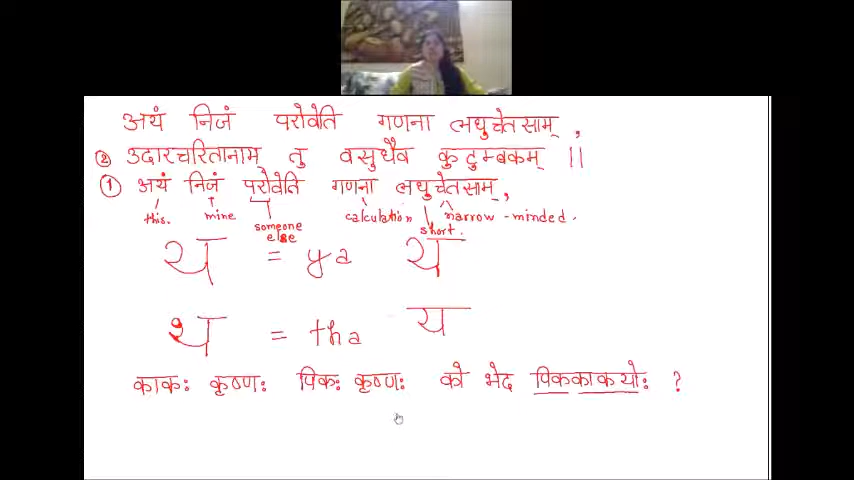 अयं निजं परोवेति गणना लघुचेतसाम् ,
② उदारचरितानाम् तु वसुधैव कुटुम्बकम् ||
① अयं निजं परोवेति गणना लघुचेतसाम् ,
this. mine someone else calculation short. narrow-minded.
य = ya य
थ = tha य
काकः कृष्णः पिकः कृष्णः को भेद पिककाकयोः ?